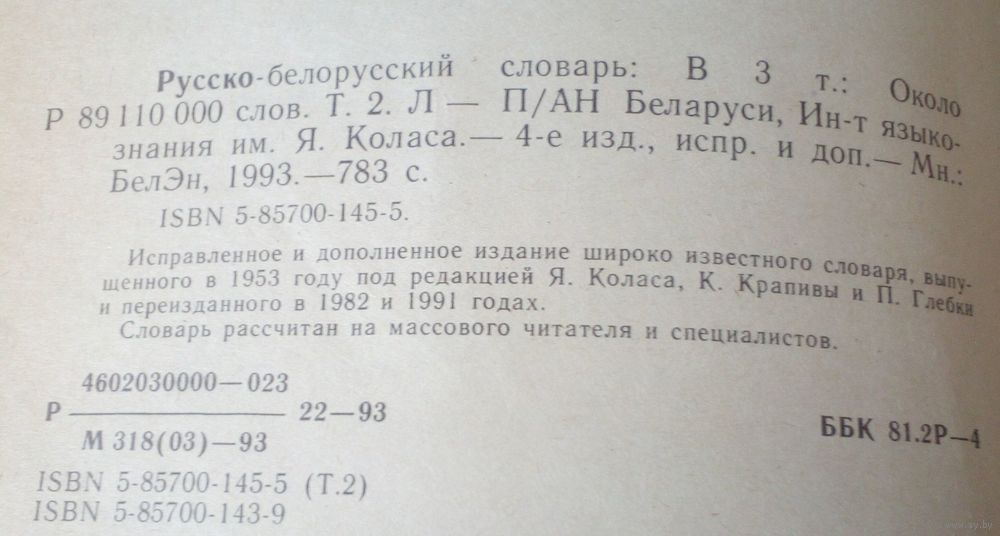 Русско-белорусский словарь: В 3 т.: Около
Р 89 110 000 слов. Т. 2. Л — П/АН Беларуси, Ин-т языко-
знания им. Я. Коласа.— 4-е изд., испр. и доп.— Мн.:
БелЭн, 1993.—783 с.
ISBN 5-85700-145-5.
Исправленное и дополненное издание широко известного словаря, выпу-
щенного в 1953 году под редакцией Я. Коласа, К. Крапивы и П. Глебки
и переизданного в 1982 и 1991 годах.
Словарь рассчитан на массового читателя и специалистов.
4602030000—023
Р 22—93
М 318(03)—93
ББК 81.2Р—4
ISBN 5-85700-145-5 (Т.2)
ISBN 5-85700-143-9